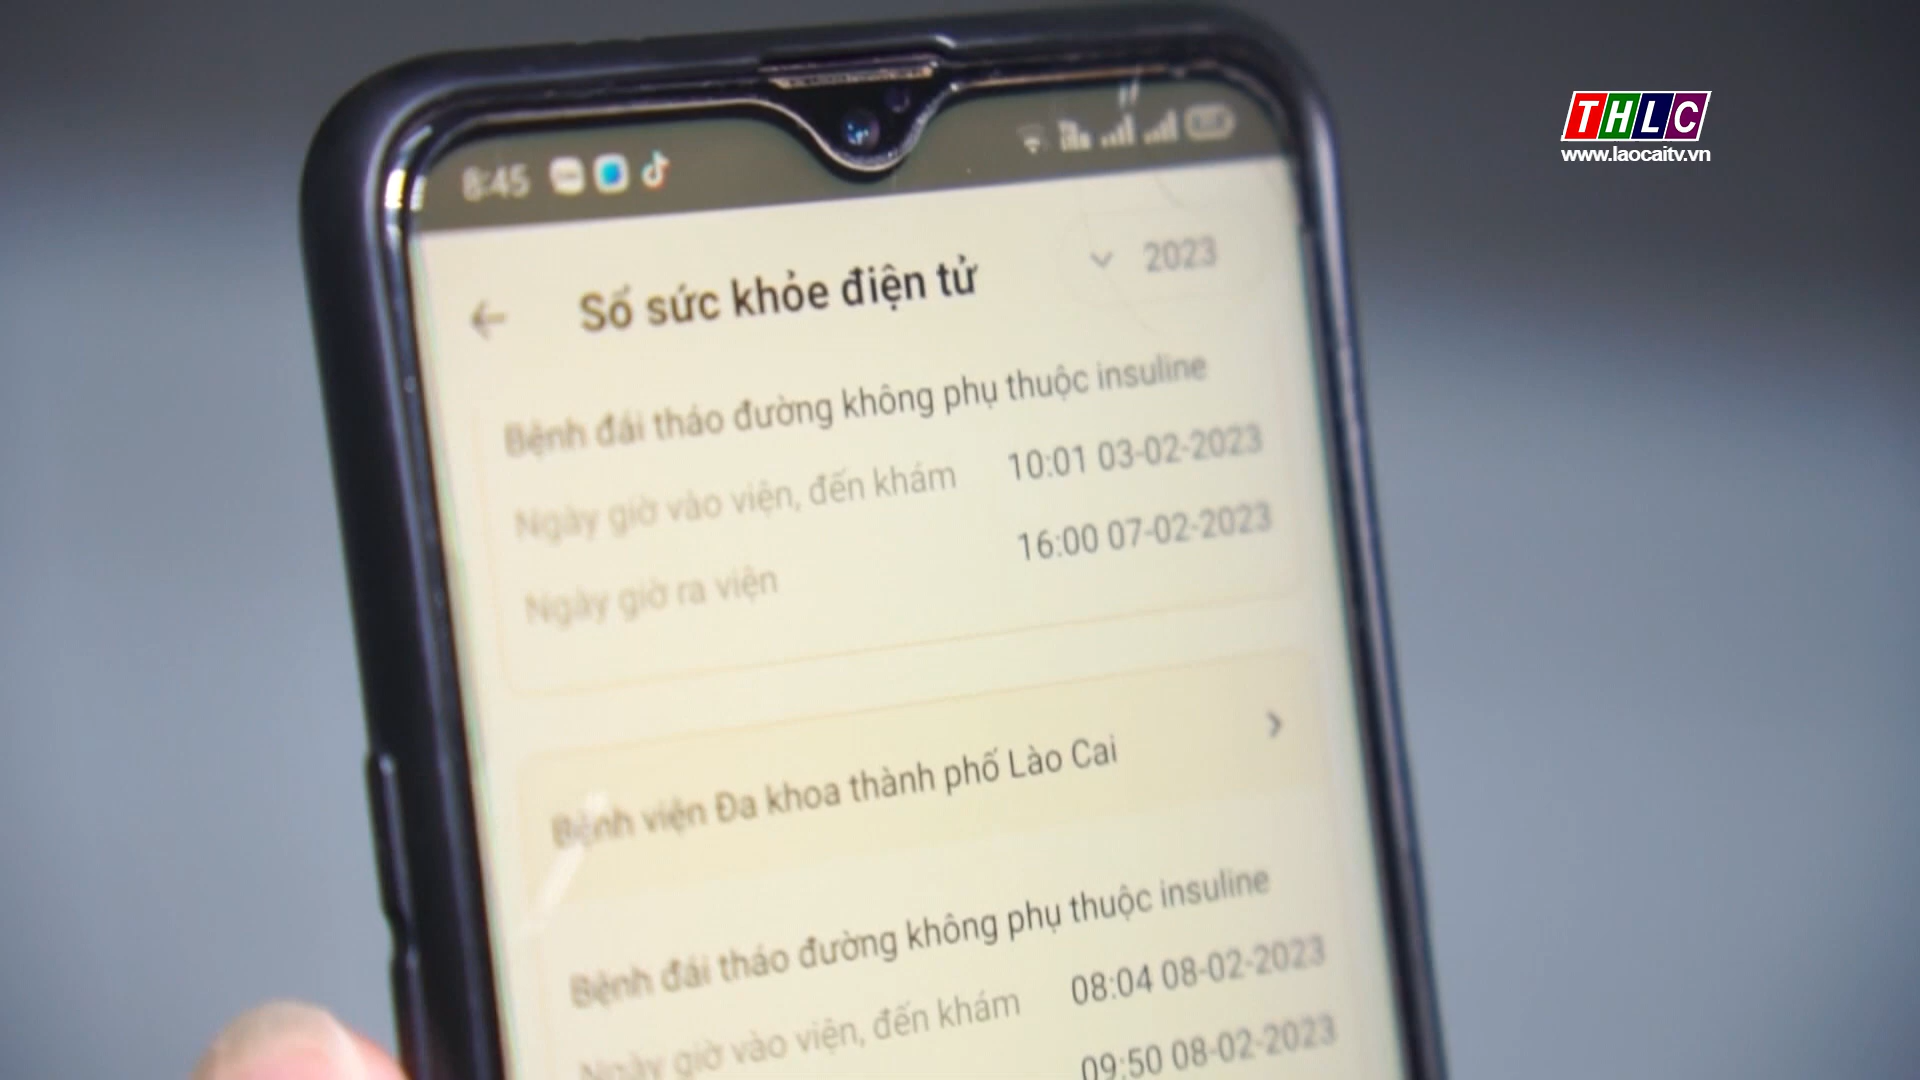 THLC
www.laocaitv.vn
8:45
Sổ sức khỏe điện tử
2023
Bệnh đái tháo đường không phụ thuộc insuline
Ngày giờ vào viện, đến khám 10:01 03-02-2023
Ngày giờ ra viện 16:00 07-02-2023
Bệnh viện Đa khoa thành phố Lào Cai
Bệnh đái tháo đường không phụ thuộc insuline
Ngày giờ vào viện, đến khám 08:04 08-02-2023
09:50 08-02-2023